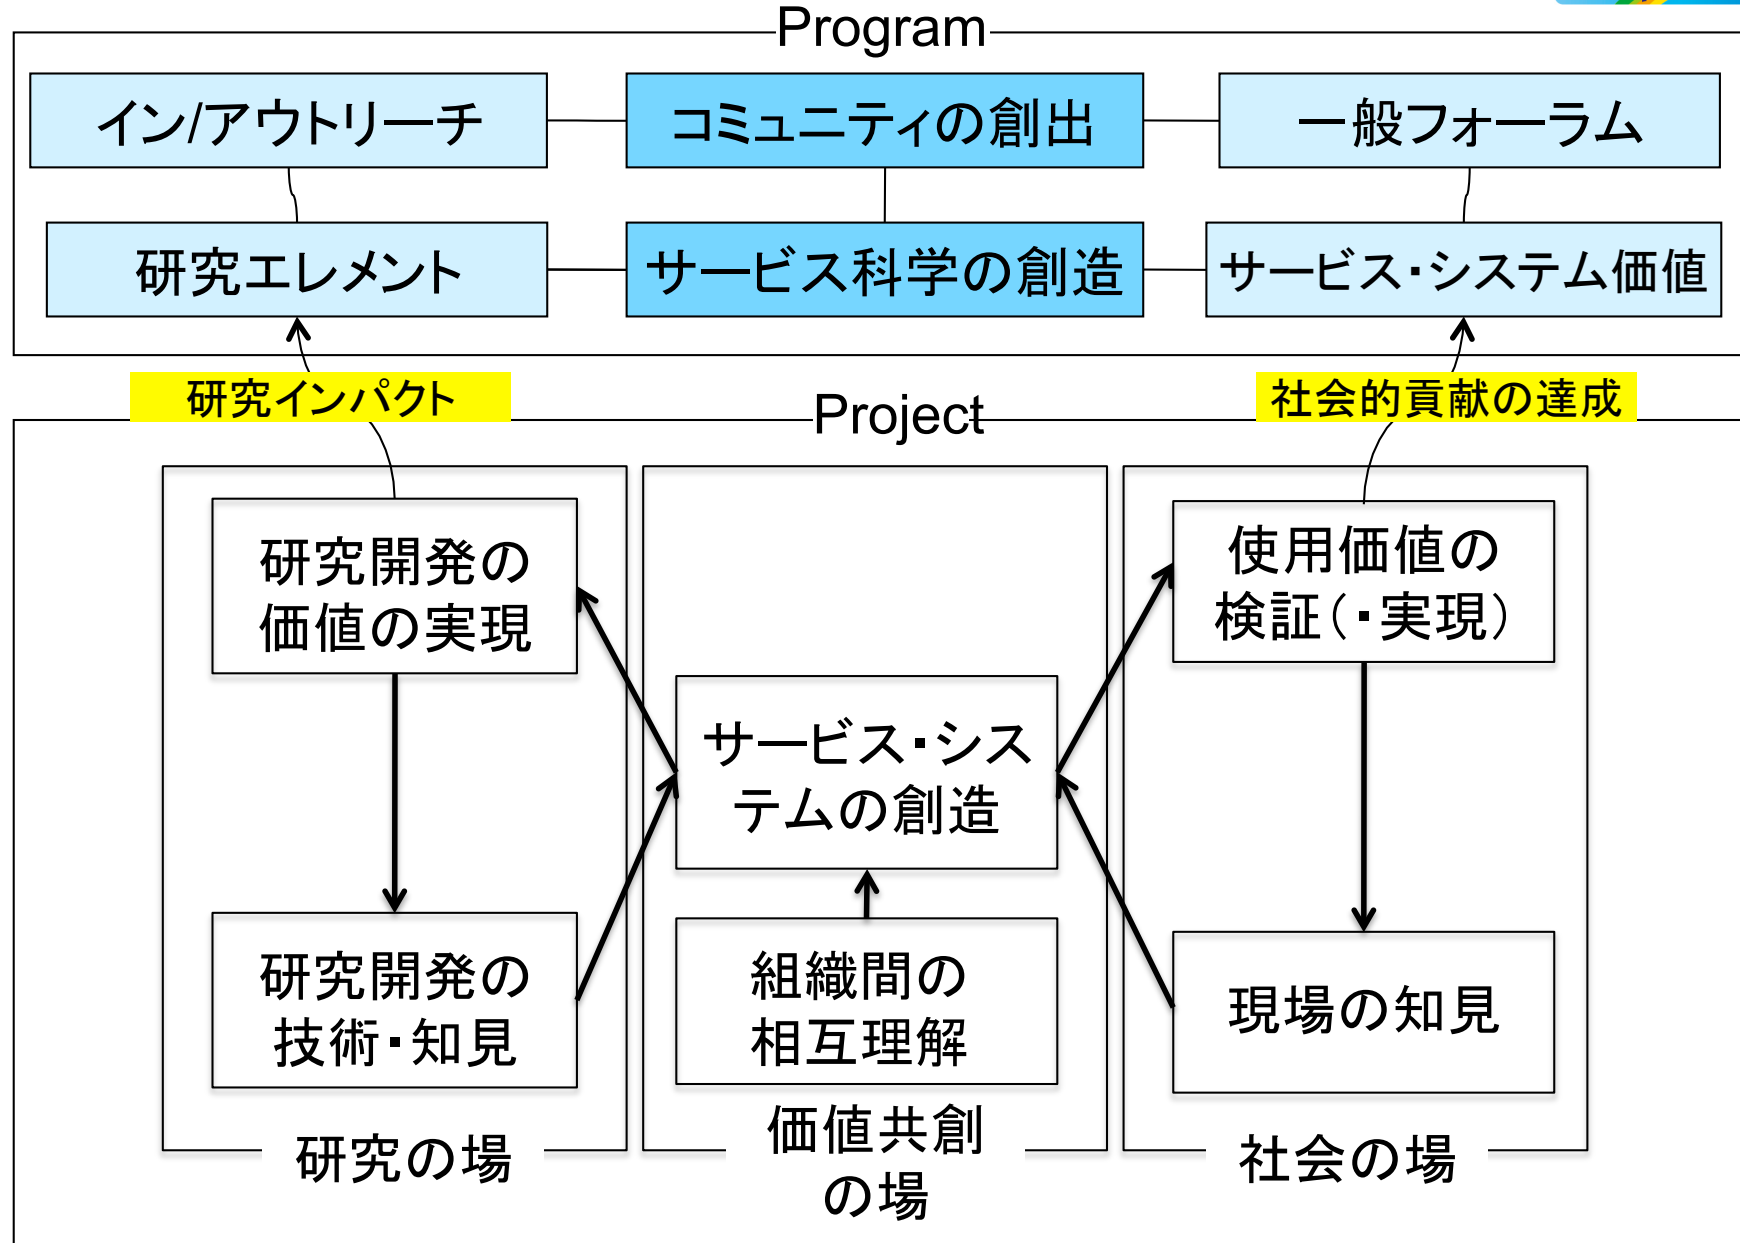 Program
イン/アウトリーチ
コミュニティの創出
一般フォーラム
研究エレメント
サービス科学の創造
サービス・システム価値
研究インパクト
社会的貢献の達成
Project
研究開発の
価値の実現
使用価値の
検証(・実現)
サービス・シス
テムの創造
研究開発の
技術・知見
組織間の
相互理解
現場の知見
研究の場
価値共創
の場
社会の場